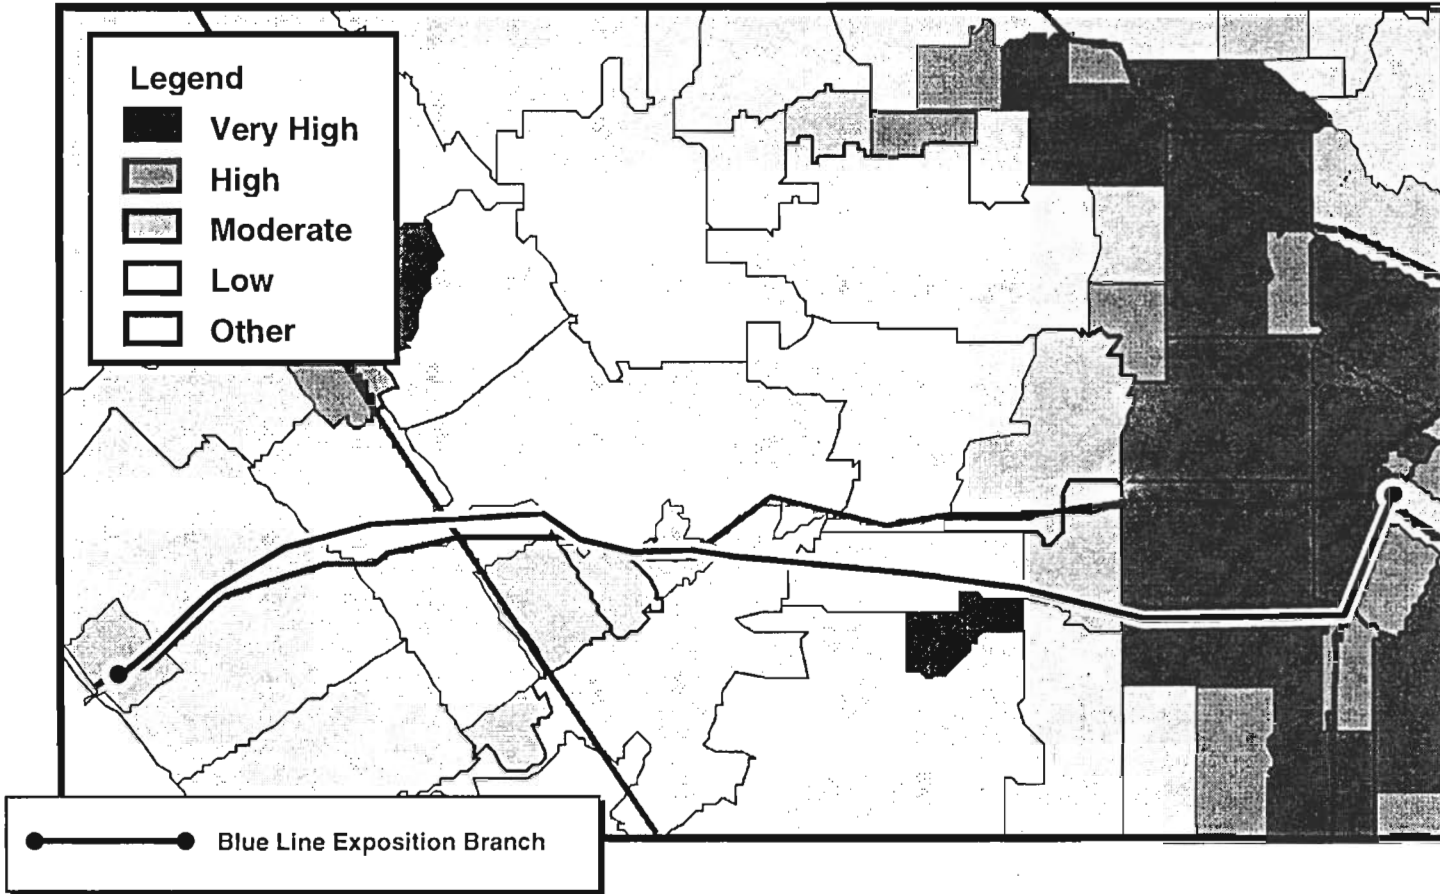 Legend
Very High
High
Moderate
Low
Other
Blue Line Exposition Branch